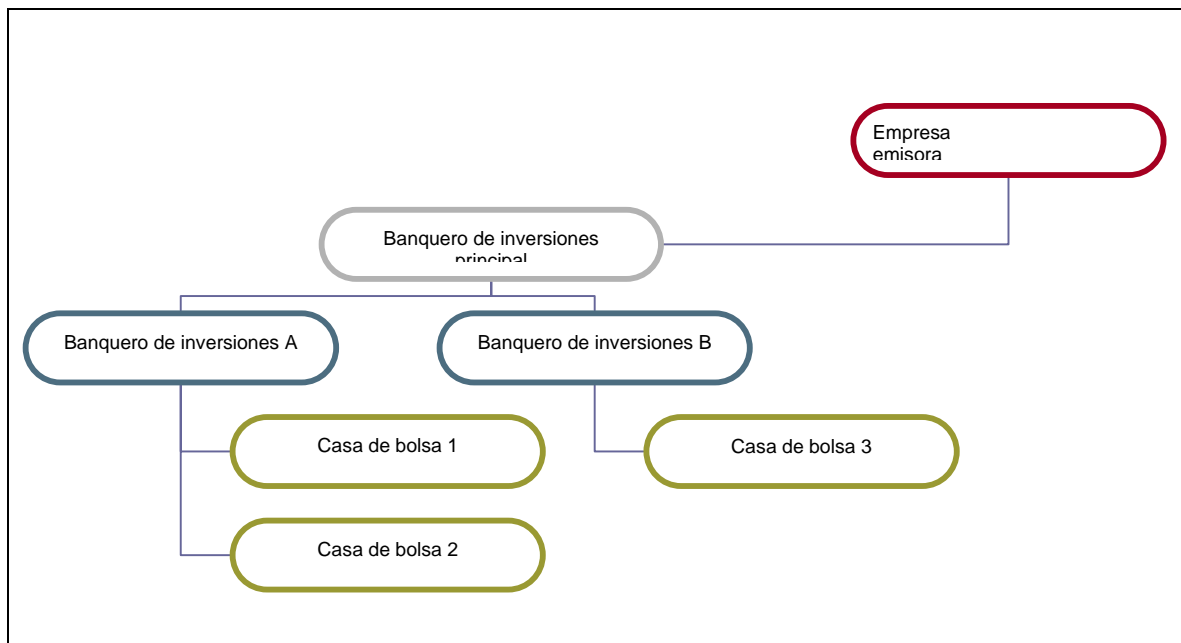 Empresa
emisora
Banquero de inversiones
principal
Banquero de inversiones A
Banquero de inversiones B
Casa de bolsa 1
Casa de bolsa 3
Casa de bolsa 2